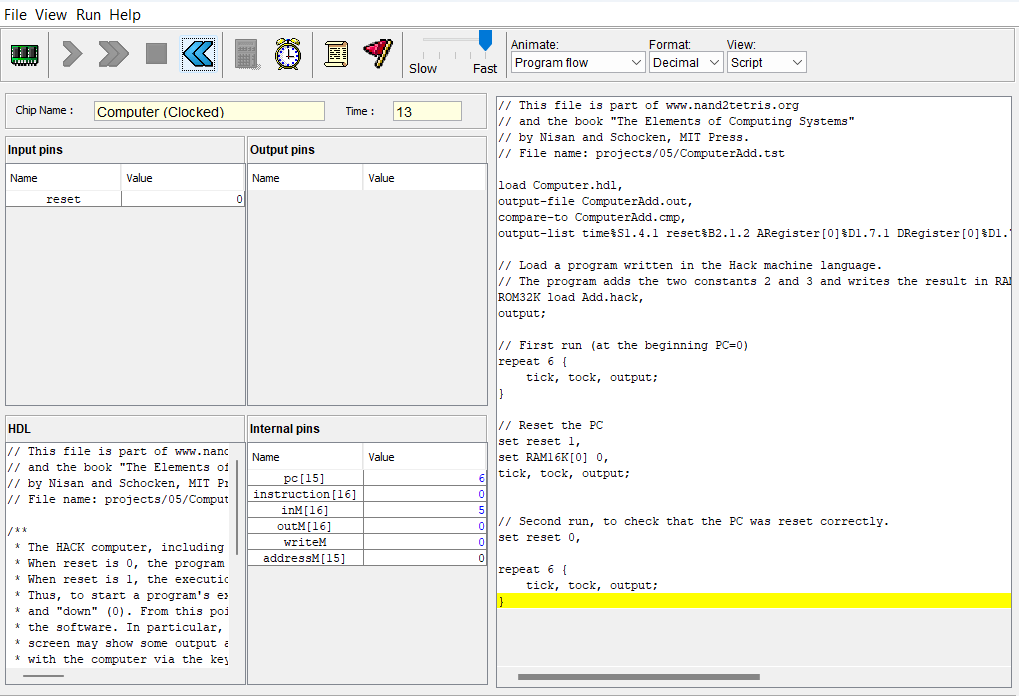 File View Run Help
Slow Fast
Animate: Format: View:
Program flow Decimal Script
Chip Name : Computer (Clocked) Time : 13
Input pins
Name Value
reset 0
Output pins
Name Value
HDL
// This file is part of www.nand
// and the book "The Elements of
// by Nisan and Schocken, MIT Pr
// File name: projects/05/Comput
/**
* The HACK computer, including
* When reset is 0, the program
* When reset is 1, the executio
* Thus, to start a program's ex
* and "down" (0). From this poi
* the software. In particular,
* screen may show some output a
* with the computer via the key
Internal pins
Name Value
pc[15] 6
instruction[16] 0
inM[16] 5
outM[16] 0
writeM 0
addressM[15] 0
// This file is part of www.nand2tetris.org
// and the book "The Elements of Computing Systems"
// by Nisan and Schocken, MIT Press.
// File name: projects/05/ComputerAdd.tst
load Computer.hdl,
output-file ComputerAdd.out,
compare-to ComputerAdd.cmp,
output-list time%S1.4.1 reset%B2.1.2 ARegister[0]%D1.7.1 DRegister[0]%D1.7
// Load a program written in the Hack machine language.
// The program adds the two constants 2 and 3 and writes the result in RAM
ROM32K load Add.hack,
output;
// First run (at the beginning PC=0)
repeat 6 {
tick, tock, output;
}
// Reset the PC
set reset 1,
set RAM16K[0] 0,
tick, tock, output;
// Second run, to check that the PC was reset correctly.
set reset 0,
repeat 6 {
tick, tock, output;
}